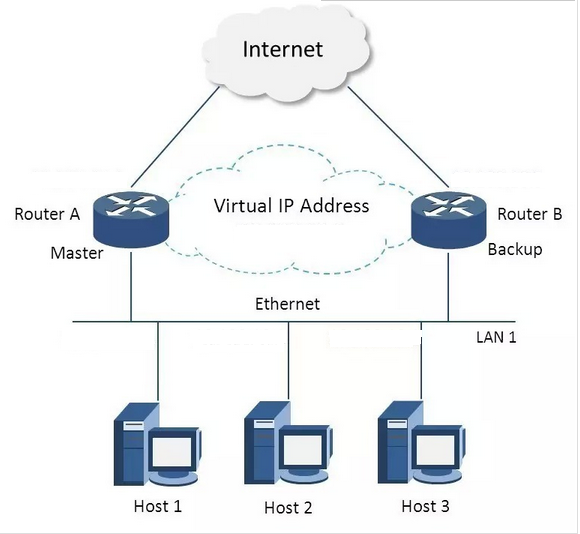 Internet
Virtual IP Address
Router A
Router B
Master
Backup
Ethernet
LAN 1
Host 1
Host 2
Host 3